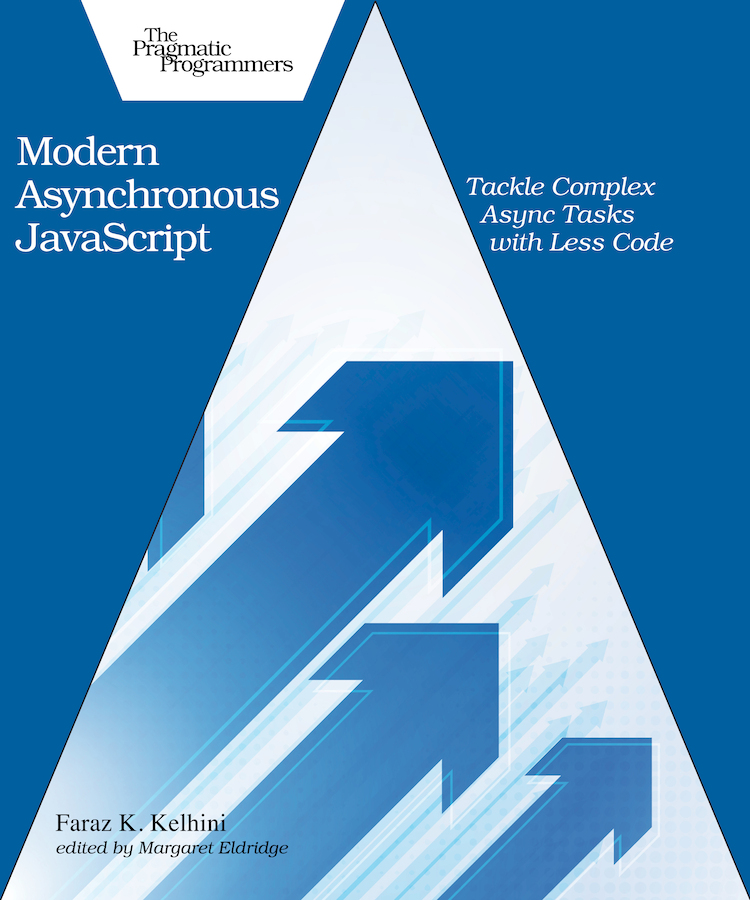 The
Pragmatic
Programmers
Modern
Asynchronous
JavaScript
Tackle Complex
Async Tasks
with Less Code
Faraz K. Kelhini
edited by Margaret Eldridge